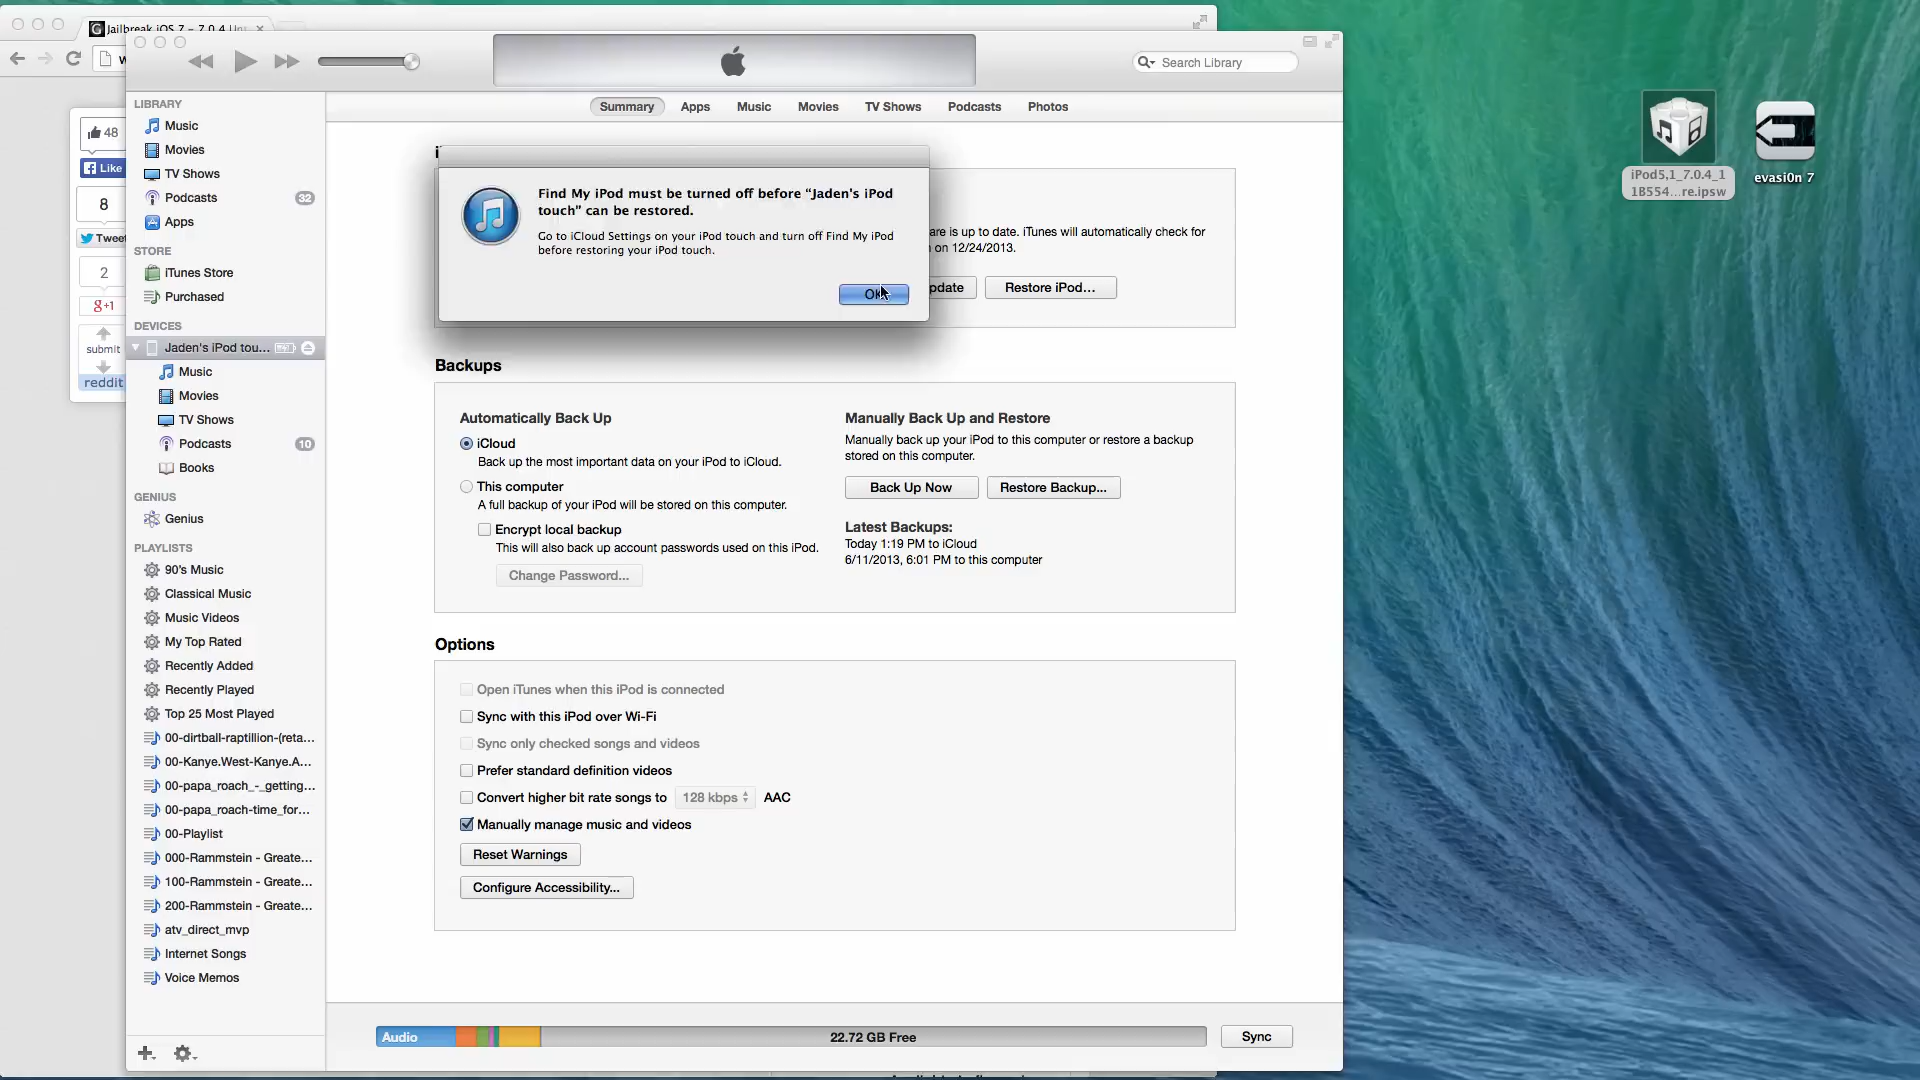 Jailbreak iOS 7 – 7.0.4 Un
Search Library
48
Like
8
Tweet
2
g+1
submit
reddit
LIBRARY
Music
Movies
TV Shows
Podcasts 32
Apps
STORE
iTunes Store
Purchased
DEVICES
Jaden's iPod tou...
Music
Movies
TV Shows
Podcasts 10
Books
GENIUS
Genius
PLAYLISTS
90's Music
Classical Music
Music Videos
My Top Rated
Recently Added
Recently Played
Top 25 Most Played
00-dirtball-raptillion-(reta...
00-Kanye.West-Kanye.A...
00-papa_roach_-_getting...
00-papa_roach-time_for...
00-Playlist
000-Rammstein - Greate...
100-Rammstein - Greate...
200-Rammstein - Greate...
atv_direct_mvp
Internet Songs
Voice Memos
Summary Apps Music Movies TV Shows Podcasts Photos
Find My iPod must be turned off before “Jaden's iPod
touch” can be restored.
Go to iCloud Settings on your iPod touch and turn off Find My iPod
before restoring your iPod touch.
OK
are is up to date. iTunes will automatically check for
on 12/24/2013.
pdate
Restore iPod...
Backups
Automatically Back Up
iCloud
Back up the most important data on your iPod to iCloud.
This computer
A full backup of your iPod will be stored on this computer.
Encrypt local backup
This will also back up account passwords used on this iPod.
Change Password...
Manually Back Up and Restore
Manually back up your iPod to this computer or restore a backup
stored on this computer.
Back Up Now
Restore Backup...
Latest Backups:
Today 1:19 PM to iCloud
6/11/2013, 6:01 PM to this computer
Options
Open iTunes when this iPod is connected
Sync with this iPod over Wi-Fi
Sync only checked songs and videos
Prefer standard definition videos
Convert higher bit rate songs to 128 kbps AAC
Manually manage music and videos
Reset Warnings
Configure Accessibility...
Audio
22.72 GB Free
Sync
iPod5,1_7.0.4_1
1B554...re.ipsw
evasi0n 7